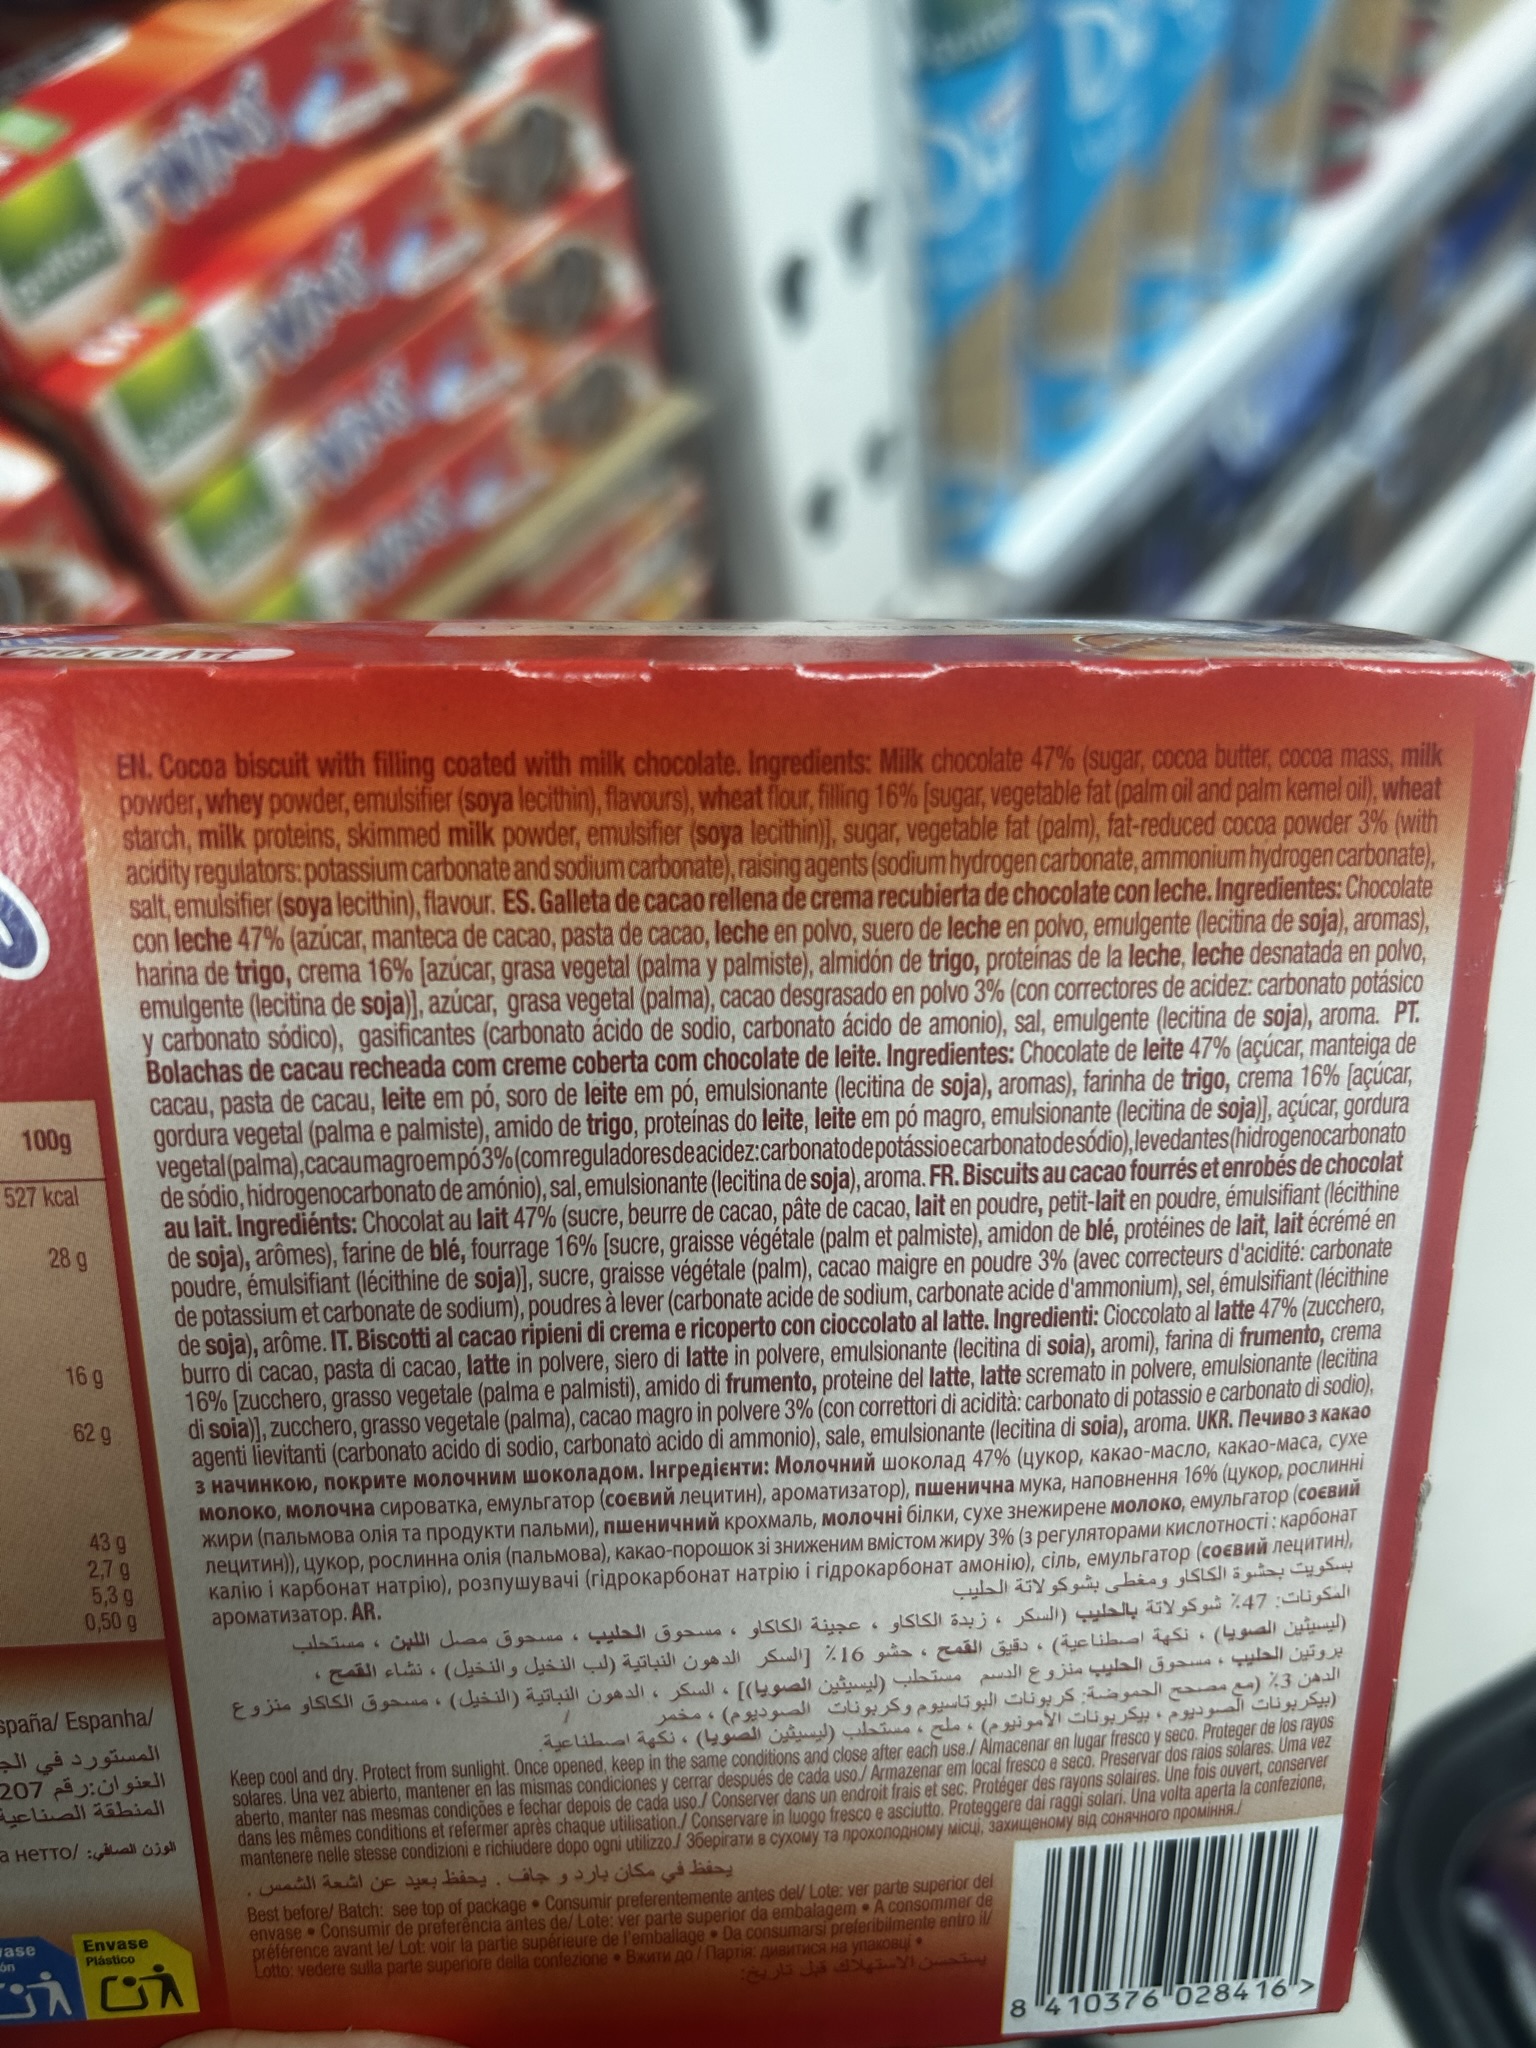 TWINS
TWINS
CHOCOLATE
EN. Cocoa biscuit with filling coated with milk chocolate. Ingredients: Milk chocolate 47% (sugar, cocoa butter, cocoa mass, milk
powder, whey powder, emulsifier (soya lecithin), flavours), wheat flour, filling 16% [sugar, vegetable fat (palm oil and palm kernel oil), wheat
starch, milk proteins, skimmed milk powder, emulsifier (soya lecithin)], sugar, vegetable fat (palm), fat-reduced cocoa powder 3% (with
acidity regulators: potassium carbonate and sodium carbonate), raising agents (sodium hydrogen carbonate, ammonium hydrogen carbonate),
salt, emulsifier (soya lecithin), flavour. ES. Galleta de cacao rellena de crema recubierta de chocolate con leche. Ingredientes: Chocolate
con leche 47% (azúcar, manteca de cacao, pasta de cacao, leche en polvo, suero de leche en polvo, emulgente (lecitina de soja), aromas),
harina de trigo, crema 16% [azúcar, grasa vegetal (palma y palmiste), almidón de trigo, proteínas de la leche, leche desnatada en polvo,
emulgente (lecitina de soja)], azúcar, grasa vegetal (palma), cacao desgrasado en polvo 3% (con correctores de acidez: carbonato potásico
y carbonato sódico), gasificantes (carbonato ácido de sodio, carbonato ácido de amonio), sal, emulgente (lecitina de soja), aroma. PT.
Bolachas de cacau recheada com creme coberta com chocolate de leite. Ingredientes: Chocolate de leite 47% (açúcar, manteiga de
cacau, pasta de cacau, leite em pó, soro de leite em pó, emulsionante (lecitina de soja), aromas), farinha de trigo, crema 16% [açúcar,
gordura vegetal (palma e palmiste), amido de trigo, proteínas do leite, leite em pó magro, emulsionante (lecitina de soja)], açúcar, gordura
vegetal (palma), cacau magro em pó 3% (com reguladores de acidez: carbonato de potássio e carbonato de sódio), levedantes (hidrogenocarbonato
de sódio, hidrogenocarbonato de amónio), sal, emulsionante (lecitina de soja), aroma. FR. Biscuits au cacao fourrés et enrobés de chocolat
au lait. Ingrediénts: Chocolat au lait 47% (sucre, beurre de cacao, pâte de cacao, lait en poudre, petit-lait en poudre, émulsifiant (lécithine
de soja), arômes), farine de blé, fourrage 16% [sucre, graisse végétale (palm et palmiste), amidon de blé, protéines de lait, lait écrémé en
poudre, émulsifiant (lécithine de soja)], sucre, graisse végétale (palm), cacao maigre en poudre 3% (avec correcteurs d'acidité: carbonate
de potassium et carbonate de sodium), poudres à lever (carbonate acide de sodium, carbonate acide d'ammonium), sel, émulsifiant (lécithine
de soja), arôme. IT. Biscotti al cacao ripieni di crema e ricoperto con cioccolato al latte. Ingredienti: Cioccolato al latte 47% (zucchero,
burro di cacao, pasta di cacao, latte in polvere, siero di latte in polvere, emulsionante (lecitina di soia), aromi), farina di frumento, crema
16% [zucchero, grasso vegetale (palma e palmisti), amido di frumento, proteine del latte, latte scremato in polvere, emulsionante (lecitina
di soia)], zucchero, grasso vegetale (palma), cacao magro in polvere 3% (con correttori di acidità: carbonato di potassio e carbonato di sodio),
agenti lievitanti (carbonato acido di sodio, carbonato acido di ammonio), sale, emulsionante (lecitina di soia), aroma. UKR. Печиво з какао
з начинкою, покрите молочним шоколадом. Інгредієнти: Молочний шоколад 47% (цукор, какао-масло, какао-маса, сухе
молоко, молочна сироватка, емульгатор (соєвий лецитин), ароматизатор), пшенична мука, наповнення 16% (цукор, рослинні
жири (пальмова олія та продукти пальми), пшеничний крохмаль, молочні білки, сухе знежирене молоко, емульгатор (соєвий
лецитин)), цукор, рослинна олія (пальмова), какао-порошок зі зниженим вмістом жиру 3% (з регуляторами кислотності : карбонат
калію і карбонат натрію), розпушувачі (гідрокарбонат натрію і гідрокарбонат амонію), сіль, емульгатор (соєвий лецитин),
ароматизатор. AR. بسكويت بحشوة الكاكاو ومغطى بشوكولاتة الحليب
المكونات: 47٪ شوكولاتة بالحليب (السكر ، زبدة الكاكاو ، عجينة الكاكاو ، مسحوق الحليب ، مسحوق مصل اللبن ، مستحلب
(ليسيثين الصويا) ، نكهة اصطناعية) ، دقيق القمح ، حشو 16٪ [السكر الدهون النباتية (لب النخيل والنخيل) ، نشاء القمح ،
بروتين الحليب ، مسحوق الحليب منزوع الدسم مستحلب (ليسيثين الصويا)] ، السكر ، الدهون النباتية (النخيل) ، مسحوق الكاكاو منزوع
الدهن 3٪ (مع مصحح الحموضة: كربونات البوتاسيوم وكربونات الصوديوم) ، مخمر
(بيكربونات الصوديوم ، بيكربونات الأمونيوم) ، ملح ، مستحلب (ليسيثين الصويا) ، نكهة اصطناعية.
Keep cool and dry. Protect from sunlight. Once opened, keep in the same conditions and close after each use./ Almacenar en lugar fresco y seco. Proteger de los rayos
solares. Una vez abierto, mantener en las mismas condiciones y cerrar después de cada uso./ Armazenar em local fresco e seco. Preservar dos raios solares. Uma vez
aberto, manter nas mesmas condições e fechar depois de cada uso./ Conserver dans un endroit frais et sec. Protéger des rayons solaires. Une fois ouvert, conserver
dans les mêmes conditions et refermer après chaque utilisation./ Conservare in luogo fresco e asciutto. Proteggere dai raggi solari. Una volta aperta la confezione,
mantenere nelle stesse condizioni e richiudere dopo ogni utilizzo./ Зберігати в сухому та прохолодному місці, захищеному від сонячного проміння./
يحفظ في مكان بارد و جاف . يحفظ بعيد عن اشعة الشمس .
Best before/ Batch: see top of package • Consumir preferentemente antes del/ Lote: ver parte superior del
envase • Consumir de preferência antes de/ Lote: ver parte superior da embalagem • A consommer de
préférence avant le/ Lot: voir la partie supérieure de l'emballage • Da consumarsi preferibilmente entro il/
Lotto: vedere sulla parte superiore della confezione • Вжити до / Партія: дивитися на упаковці •
يستحسن الاستهلاك قبل تاريخ:
8 410376 028416 >
100g
527 kcal
28 g
16 g
62 g
43 g
2,7 g
5,3 g
0,50 g
spaña/ Espanha/
المستورد في الج
العنوان: رقم 207
المنطقة الصناعية
а нетто/ الوزن الصافي:
Envase
Plástico